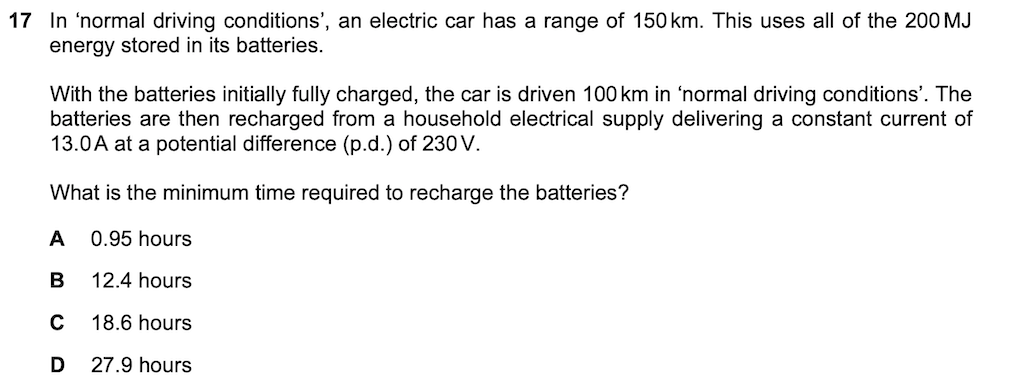 17 In ‘normal driving conditions’, an electric car has a range of 150 km. This uses all of the 200 MJ
energy stored in its batteries.
With the batteries initially fully charged, the car is driven 100 km in ‘normal driving conditions’. The
batteries are then recharged from a household electrical supply delivering a constant current of
13.0 A at a potential difference (p.d.) of 230 V.
What is the minimum time required to recharge the batteries?
A 0.95 hours
B 12.4 hours
C 18.6 hours
D 27.9 hours